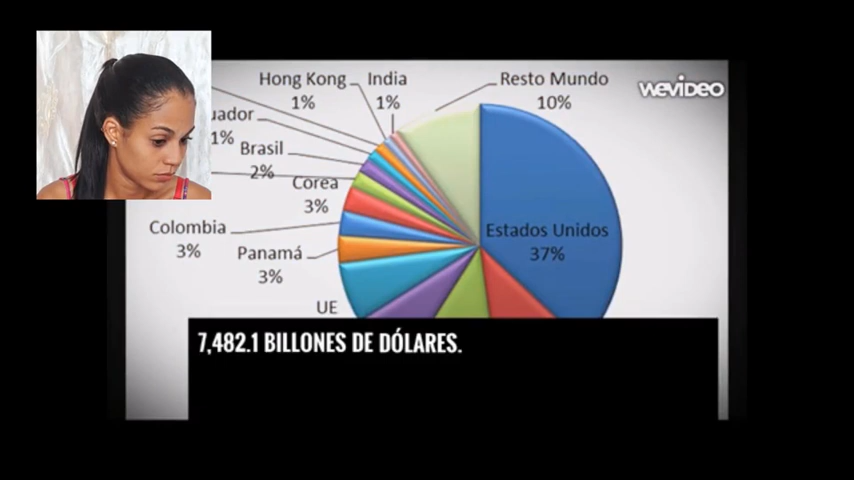 Hong Kong
1%
India
1%
Resto Mundo
10%
wevideo
uador
1%
Brasil
2%
Corea
3%
Colombia
3%
Panamá
3%
Estados Unidos
37%
UE
7,482.1 BILLONES DE DÓLARES.